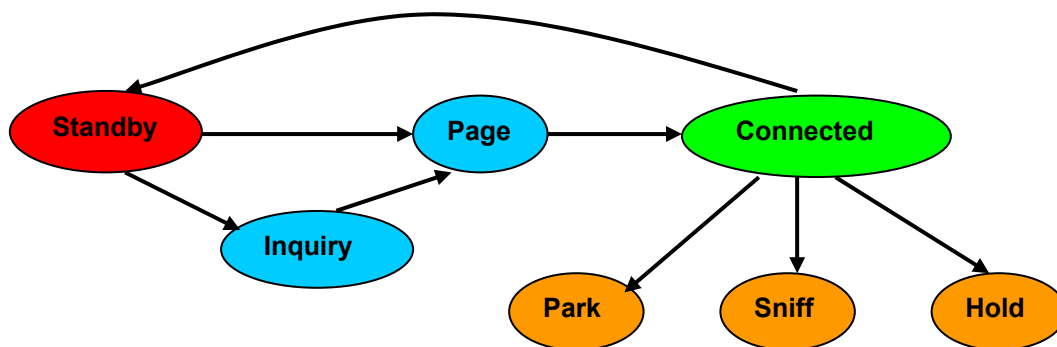 Standby
Page
Connected
Inquiry
Park
Sniff
Hold